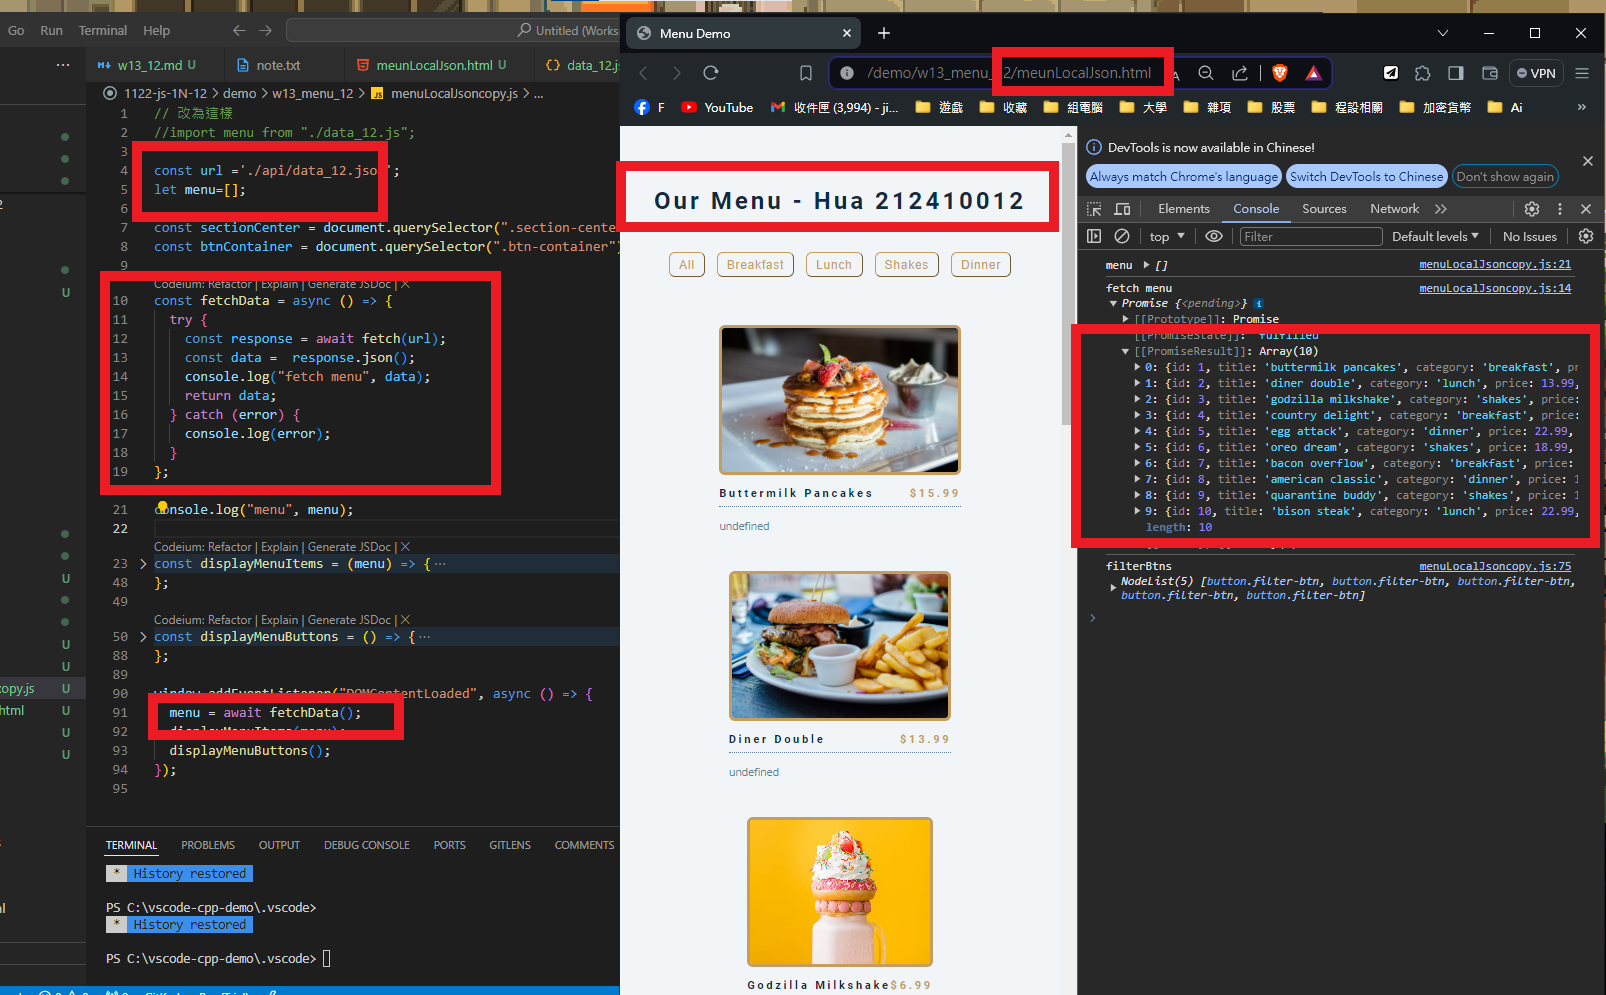 Go Run Terminal Help
Untitled (Works
w13_12.md U
note.txt
meunLocalJson.html U
data_12.js
1122-js-1N-12 > demo > w13_menu_12 > JS menuLocalJsoncopy.js > ...
1 // 改為這樣
2 //import menu from "./data_12.js";
3
4 const url ='./api/data_12.jso ';
5 let menu=[];
6
7 const sectionCenter = document.querySelector(".section-cente
8 const btnContainer = document.querySelector(".btn-container")
9
Codeium: Refactor | Explain | Generate JSDoc | X
10 const fetchData = async () => {
11 try {
12 const response = await fetch(url);
13 const data = response.json();
14 console.log("fetch menu", data);
15 return data;
16 } catch (error) {
17 console.log(error);
18 }
19 };
21 console.log("menu", menu);
22
Codeium: Refactor | Explain | Generate JSDoc | X
23 > const displayMenuItems = (menu) => { ...
48 };
49
Codeium: Refactor | Explain | Generate JSDoc | X
50 > const displayMenuButtons = () => { ...
88 };
89
90 window.addEventListener("DOMContentLoaded", async () => {
91 menu = await fetchData();
92 displayMenuItems(menu);
93 displayMenuButtons();
94 });
95
copy.js U
html U
TERMINAL PROBLEMS OUTPUT DEBUG CONSOLE PORTS GITLENS COMMENTS
* History restored
PS C:\vscode-cpp-demo\.vscode>
* History restored
PS C:\vscode-cpp-demo\.vscode>
Menu Demo
/demo/w13_menu_ 2/meunLocalJson.html
VPN
F
YouTube
收件匣 (3,994) - ji...
遊戲
收藏
組電腦
大學
雜項
股票
程設相關
加密貨幣
Ai
»
Our Menu - Hua 212410012
All Breakfast Lunch Shakes Dinner
Buttermilk Pancakes $15.99
undefined
Diner Double $13.99
undefined
Godzilla Milkshake $6.99
DevTools is now available in Chinese!
Always match Chrome's language
Switch DevTools to Chinese
Don't show again
Elements Console Sources Network »
top Filter Default levels No Issues
menu ▶ [] menuLocalJsoncopy.js:21
fetch menu menuLocalJsoncopy.js:14
▼ Promise {<pending>} i
▶ [[Prototype]]: Promise
[[PromiseState]]: "fulfilled"
▼ [[PromiseResult]]: Array(10)
▶ 0: {id: 1, title: 'buttermilk pancakes', category: 'breakfast', pr
▶ 1: {id: 2, title: 'diner double', category: 'lunch', price: 13.99,
▶ 2: {id: 3, title: 'godzilla milkshake', category: 'shakes', price:
▶ 3: {id: 4, title: 'country delight', category: 'breakfast', price:
▶ 4: {id: 5, title: 'egg attack', category: 'dinner', price: 22.99,
▶ 5: {id: 6, title: 'oreo dream', category: 'shakes', price: 18.99,
▶ 6: {id: 7, title: 'bacon overflow', category: 'breakfast', price:
▶ 7: {id: 8, title: 'american classic', category: 'dinner', price: 1
▶ 8: {id: 9, title: 'quarantine buddy', category: 'shakes', price: 1
▶ 9: {id: 10, title: 'bison steak', category: 'lunch', price: 22.99,
length: 10
filterBtns menuLocalJsoncopy.js:75
NodeList(5) [button.filter-btn, button.filter-btn, button.filter-btn,
▶ button.filter-btn, button.filter-btn]